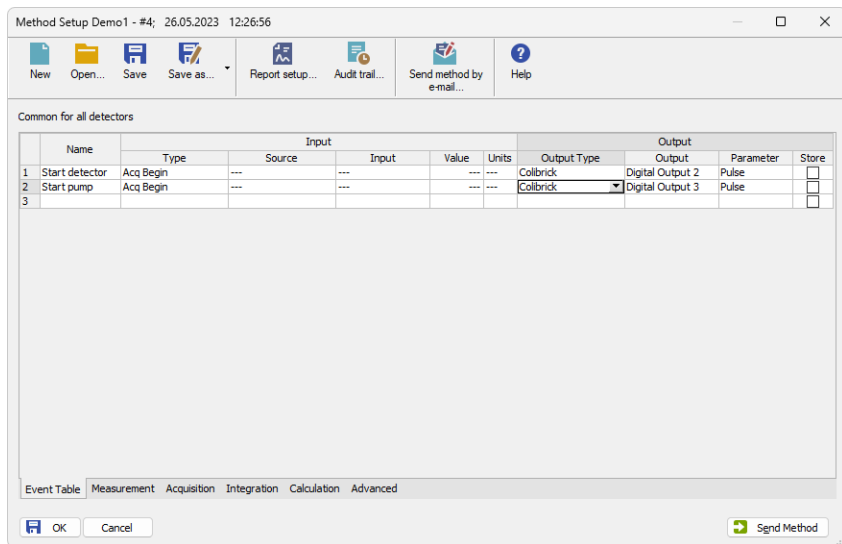 Method Setup Demo1 - #4; 26.05.2023 12:26:56
New Open... Save Save as... Report setup... Audit trail... Send method by e-mail... Help
Common for all detectors
Name Input Output
Type Source Input Value Units Output Type Output Parameter Store
1 Start detector Acq Begin --- --- --- --- Colibrick Digital Output 2 Pulse
2 Start pump Acq Begin --- --- --- --- Colibrick Digital Output 3 Pulse
3
Event Table Measurement Acquisition Integration Calculation Advanced
OK Cancel Send Method